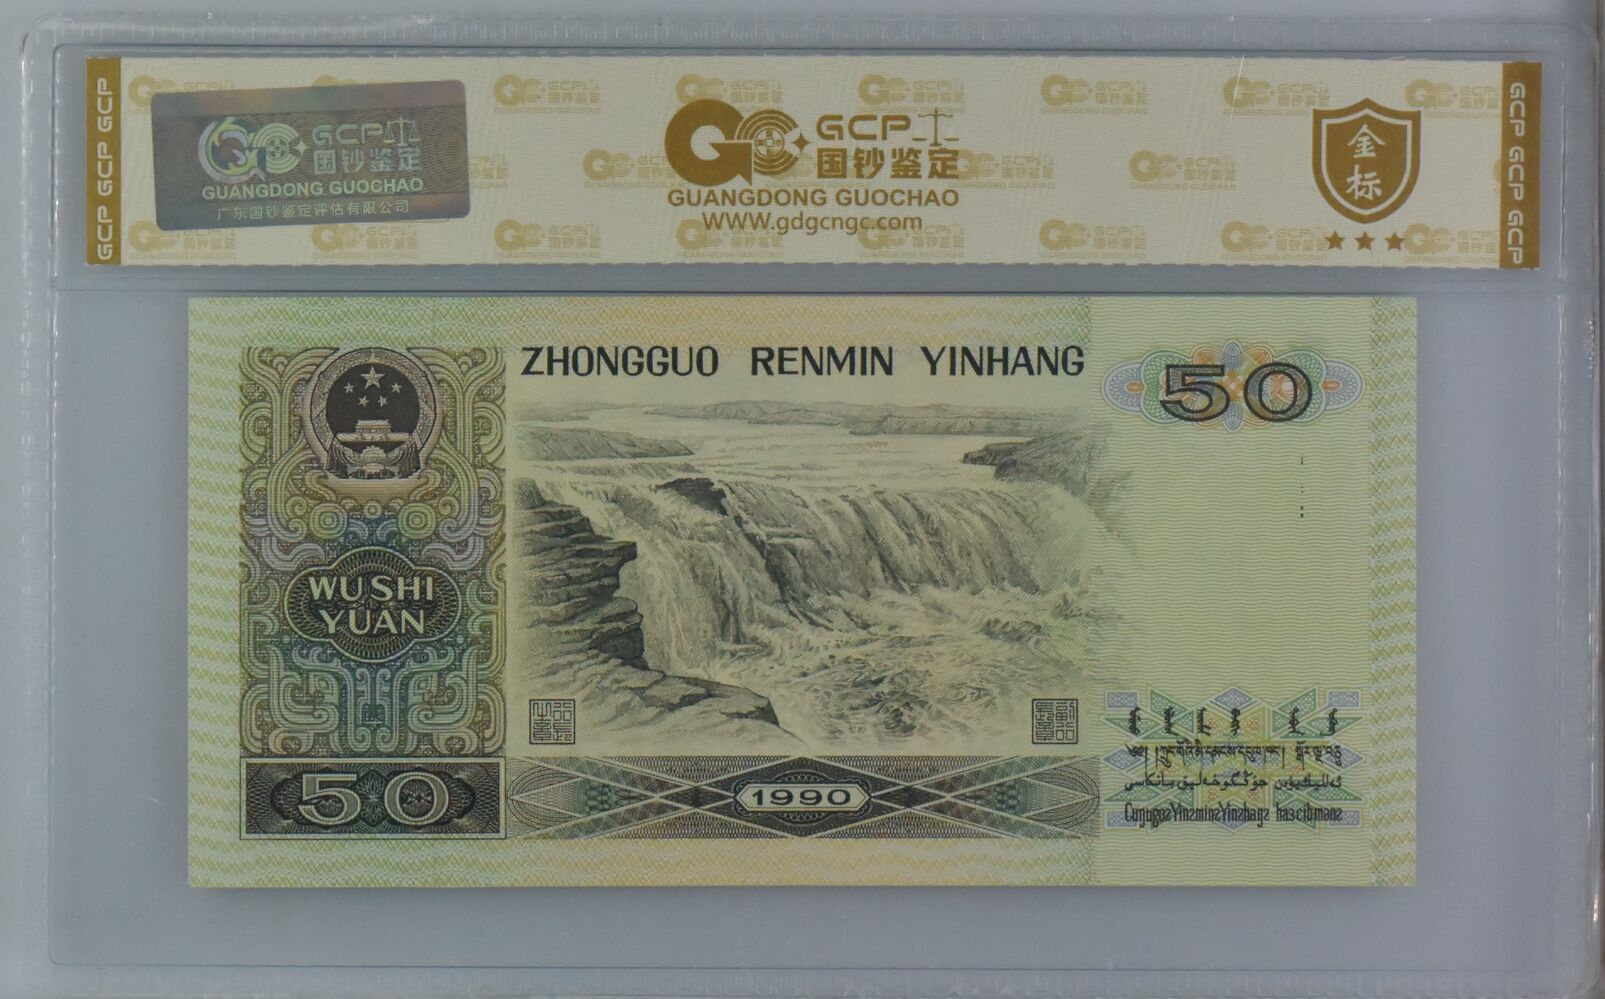 GCP GCP GCP
GCP
国钞鉴定
GUANGDONG GUOCHAO
广东国钞鉴定评估有限公司
GCP
国钞鉴定
GUANGDONG GUOCHAO
WWW.gdgcngc.com
金
标
GCP GCP GCP
ZHONGGUO RENMIN YINHANG
50
WUSHI
YUAN
50
1990